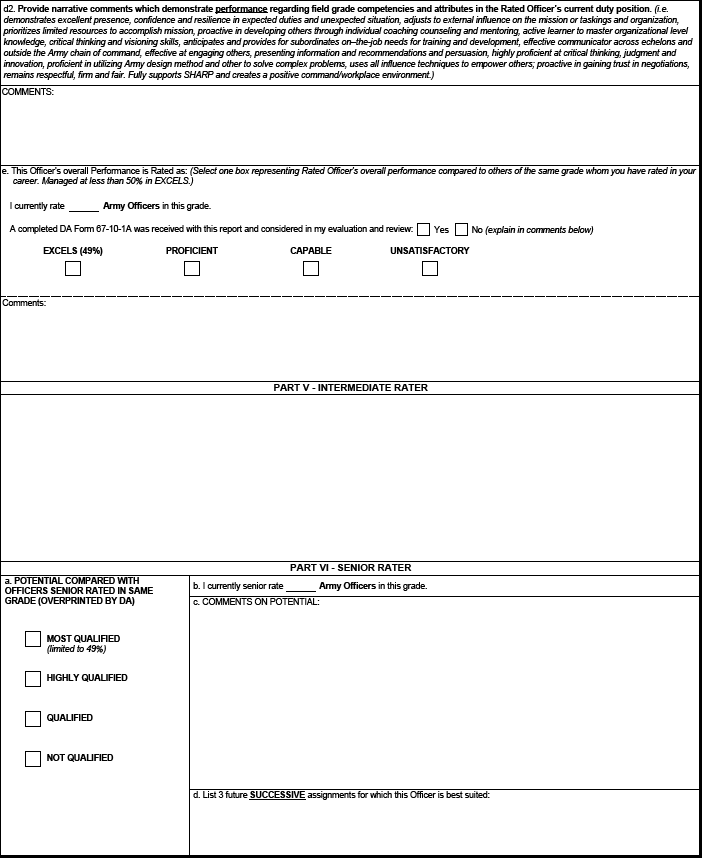 d2. Provide narrative comments which demonstrate performance regarding field grade competencies and attributes in the Rated Officer's current duty position. (i.e.
demonstrates excellent presence, confidence and resilience in expected duties and unexpected situation, adjusts to external influence on the mission or taskings and organization,
prioritizes limited resources to accomplish mission, proactive in developing others through individual coaching counseling and mentoring, active learner to master organizational level
knowledge, critical thinking and visioning skills, anticipates and provides for subordinates on–the-job needs for training and development, effective communicator across echelons and
outside the Army chain of command, effective at engaging others, presenting information and recommendations and persuasion, highly proficient at critical thinking, judgment and
innovation, proficient in utilizing Army design method and other to solve complex problems, uses all influence techniques to empower others; proactive in gaining trust in negotiations,
remains respectful, firm and fair. Fully supports SHARP and creates a positive command/workplace environment.)
COMMENTS:
e. This Officer's overall Performance is Rated as: (Select one box representing Rated Officer's overall performance compared to others of the same grade whom you have rated in your
career. Managed at less than 50% in EXCELS.)
I currently rate ______ Army Officers in this grade.
A completed DA Form 67-10-1A was received with this report and considered in my evaluation and review: Yes No (explain in comments below)
EXCELS (49%) PROFICIENT CAPABLE UNSATISFACTORY
Comments:
PART V - INTERMEDIATE RATER
PART VI - SENIOR RATER
a. POTENTIAL COMPARED WITH
OFFICERS SENIOR RATED IN SAME
GRADE (OVERPRINTED BY DA)
MOST QUALIFIED
(limited to 49%)
HIGHLY QUALIFIED
QUALIFIED
NOT QUALIFIED
b. I currently senior rate ______ Army Officers in this grade.
c. COMMENTS ON POTENTIAL:
d. List 3 future SUCCESSIVE assignments for which this Officer is best suited: